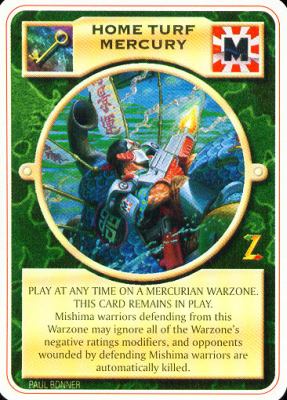 HOME TURF
MERCURY
M
Z
PLAY AT ANY TIME ON A MERCURIAN WARZONE.
THIS CARD REMAINS IN PLAY.
Mishima warriors defending from this
Warzone may ignore all of the Warzone's
negative ratings modifiers, and opponents
wounded by defending Mishima warriors are
automatically killed.
PAUL BONNER